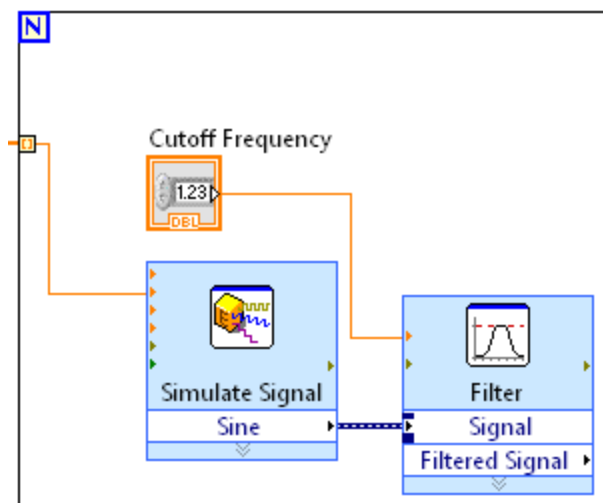 N
Cutoff Frequency
1.23
DBL
Simulate Signal
Sine
Filter
Signal
Filtered Signal